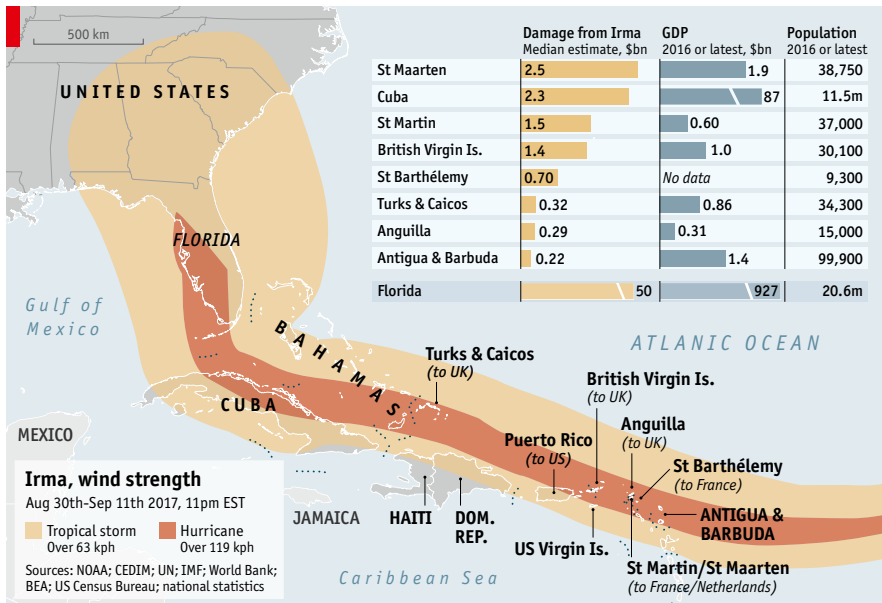 500 km
Damage from Irma
Median estimate, $bn
GDP
2016 or latest, $bn
Population
2016 or latest
St Maarten 2.5 1.9 38,750
Cuba 2.3 87 11.5m
St Martin 1.5 0.60 37,000
British Virgin Is. 1.4 1.0 30,100
St Barthélemy 0.70 No data 9,300
Turks & Caicos 0.32 0.86 34,300
Anguilla 0.29 0.31 15,000
Antigua & Barbuda 0.22 1.4 99,900
Florida 50 927 20.6m
UNITED STATES
FLORIDA
Gulf of
Mexico
BAHAMAS
ATLANIC OCEAN
Turks & Caicos
(to UK)
British Virgin Is.
(to UK)
CUBA
Anguilla
(to UK)
MEXICO
Puerto Rico
(to US)
St Barthélemy
(to France)
JAMAICA
HAITI
DOM.
REP.
ANTIGUA &
BARBUDA
US Virgin Is.
St Martin/St Maarten
(to France/Netherlands)
Caribbean Sea
Irma, wind strength
Aug 30th-Sep 11th 2017, 11pm EST
Tropical storm
Over 63 kph
Hurricane
Over 119 kph
Sources: NOAA; CEDIM; UN; IMF; World Bank;
BEA; US Census Bureau; national statistics